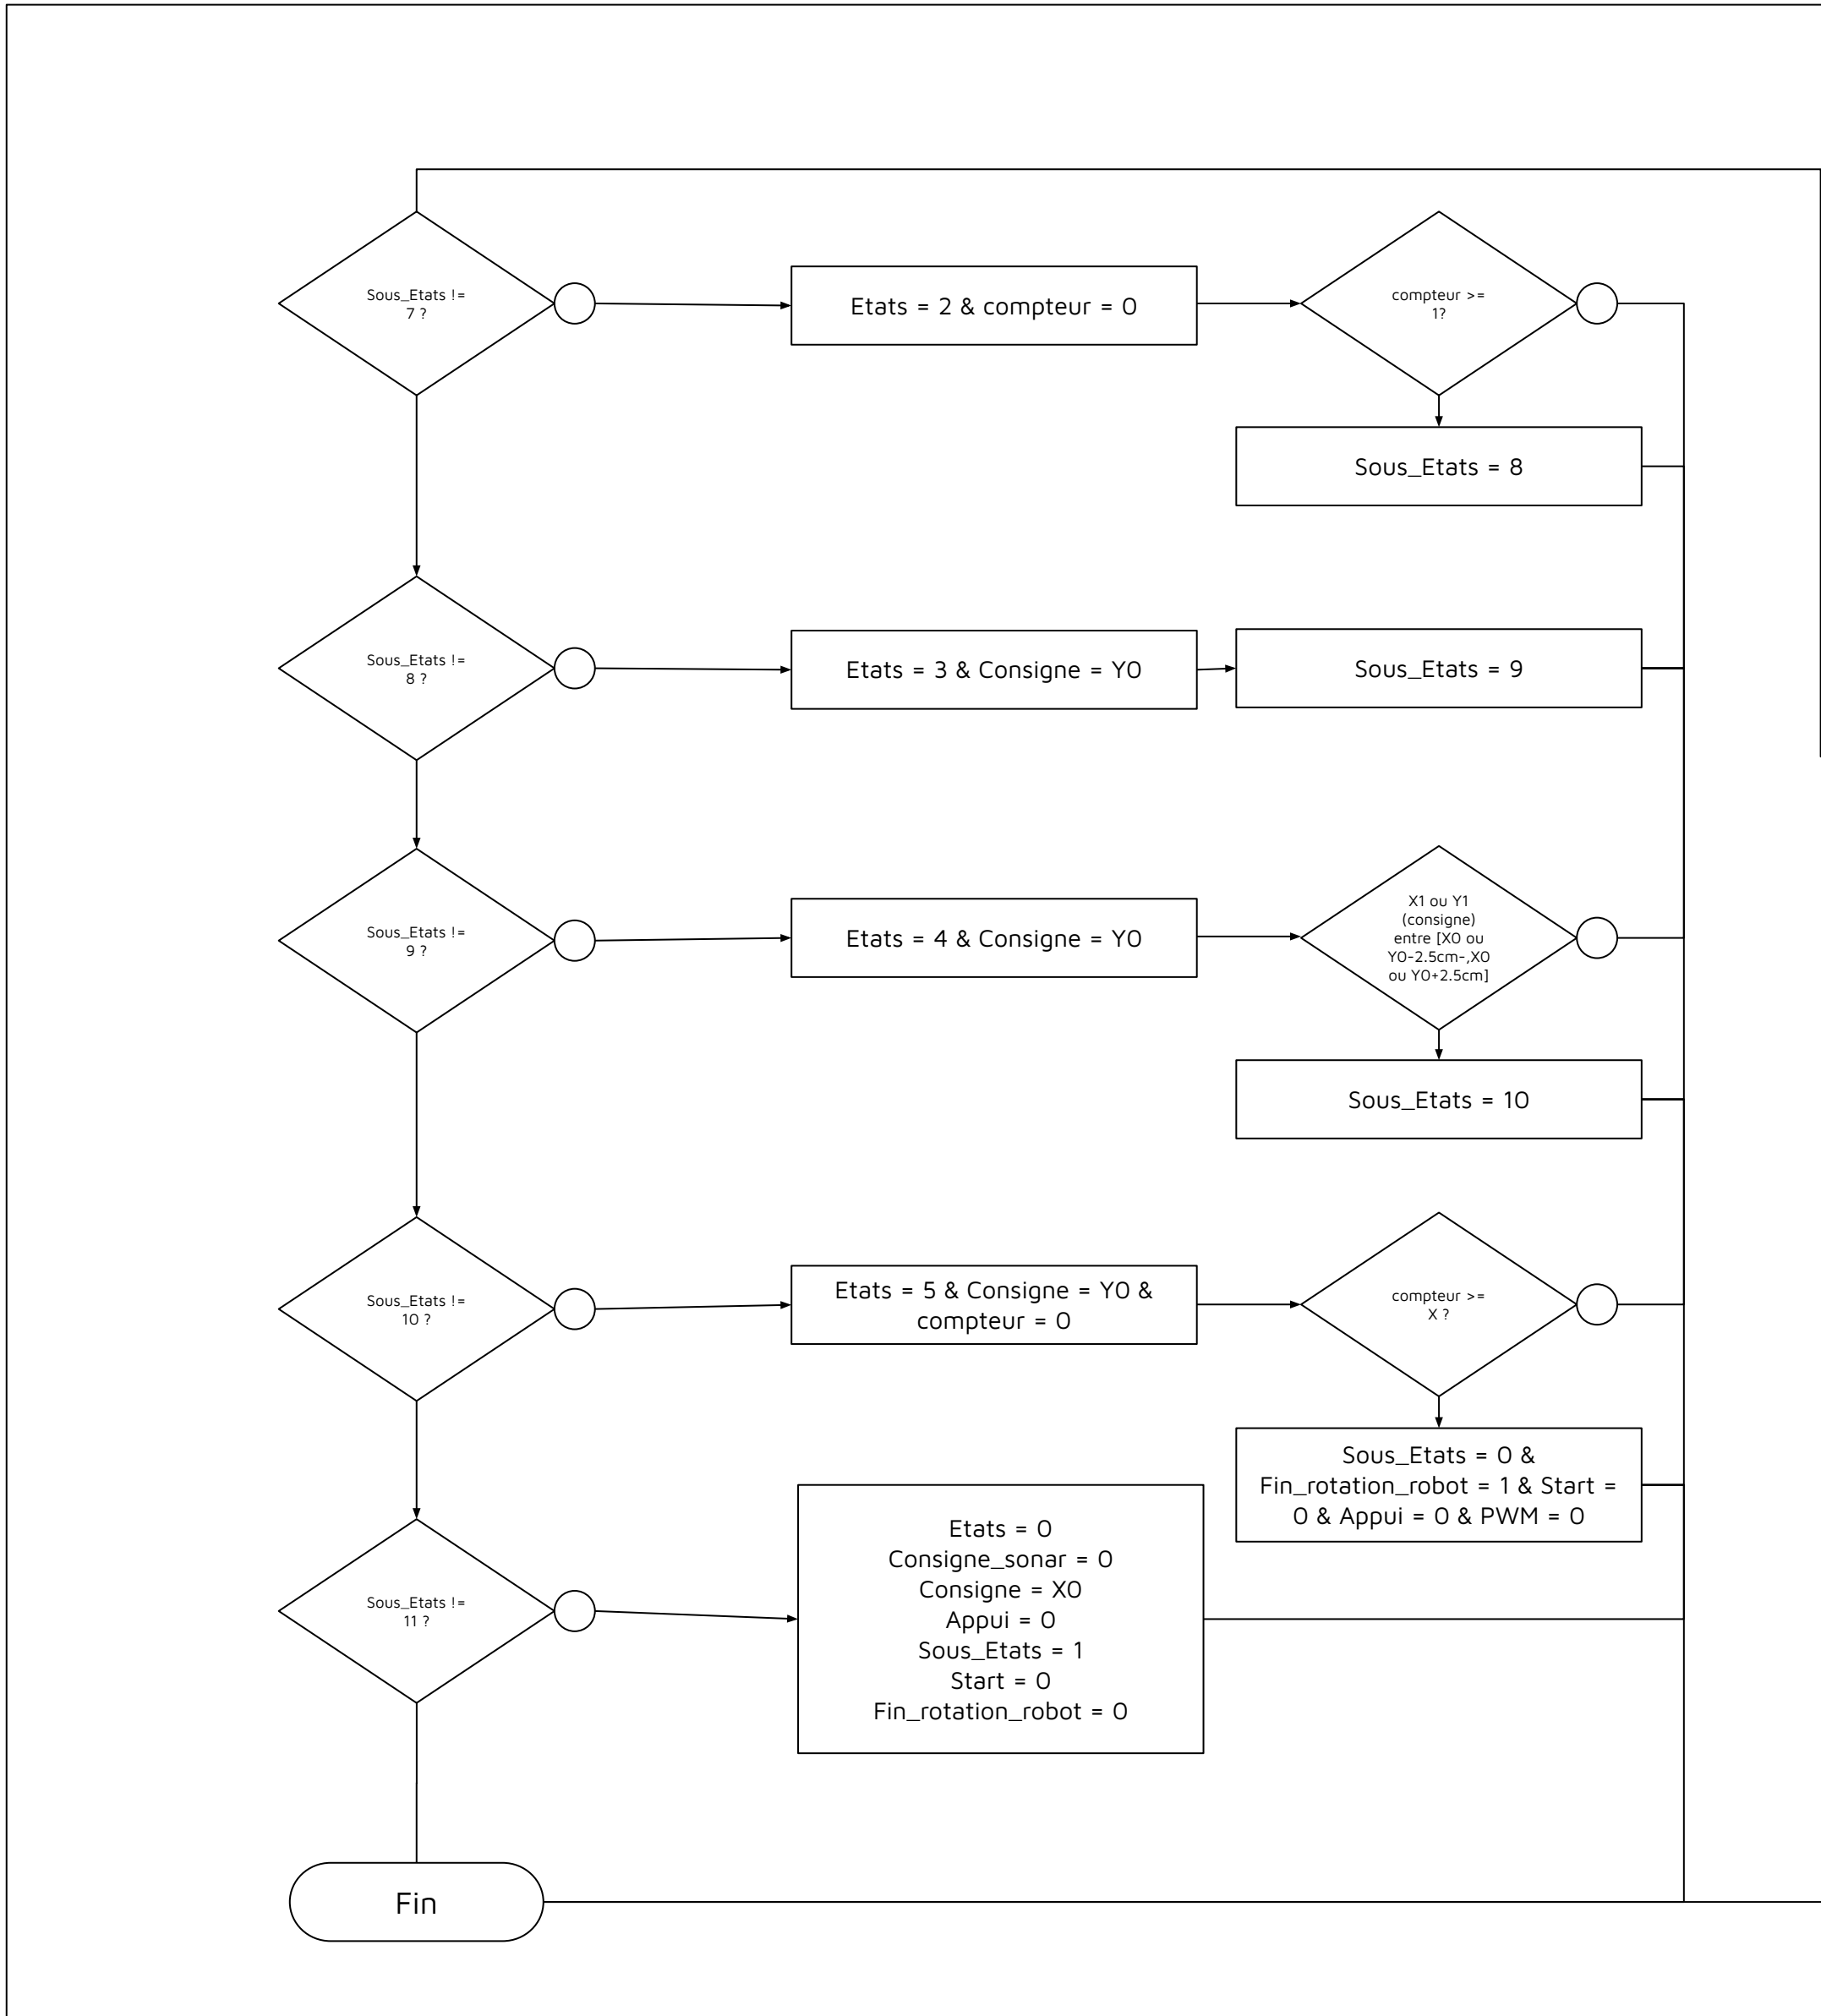 Sous_Etats !=
7 ?
Etats = 2 & compteur = 0
compteur >=
1?
Sous_Etats = 8
Sous_Etats !=
8 ?
Etats = 3 & Consigne = Y0
Sous_Etats = 9
Sous_Etats !=
9 ?
Etats = 4 & Consigne = Y0
X1 ou Y1
(consigne)
entre [X0 ou
Y0-2.5cm-,X0
ou Y0+2.5cm]
Sous_Etats = 10
Sous_Etats !=
10 ?
Etats = 5 & Consigne = Y0 &
compteur = 0
compteur >=
X ?
Sous_Etats = 0 &
Fin_rotation_robot = 1 & Start =
0 & Appui = 0 & PWM = 0
Sous_Etats !=
11 ?
Etats = 0
Consigne_sonar = 0
Consigne = X0
Appui = 0
Sous_Etats = 1
Start = 0
Fin_rotation_robot = 0
Fin